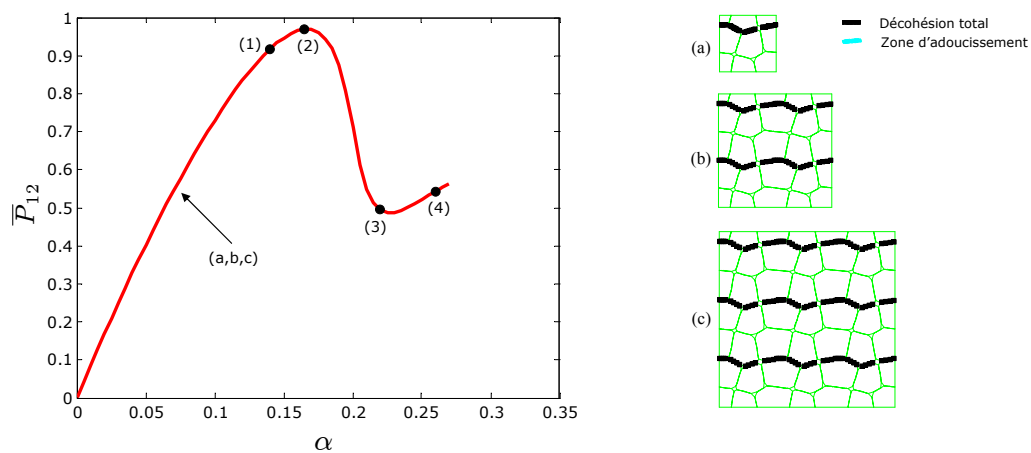 1
0.9
0.8
0.7
0.6
0.5
0.4
0.3
0.2
0.1
0
0
0.05
0.1
0.15
0.2
0.25
0.3
0.35
P̅₁₂
α
(1)
(2)
(3)
(4)
(a,b,c)
(a)
(b)
(c)
Décohésion total
Zone d'adoucissement